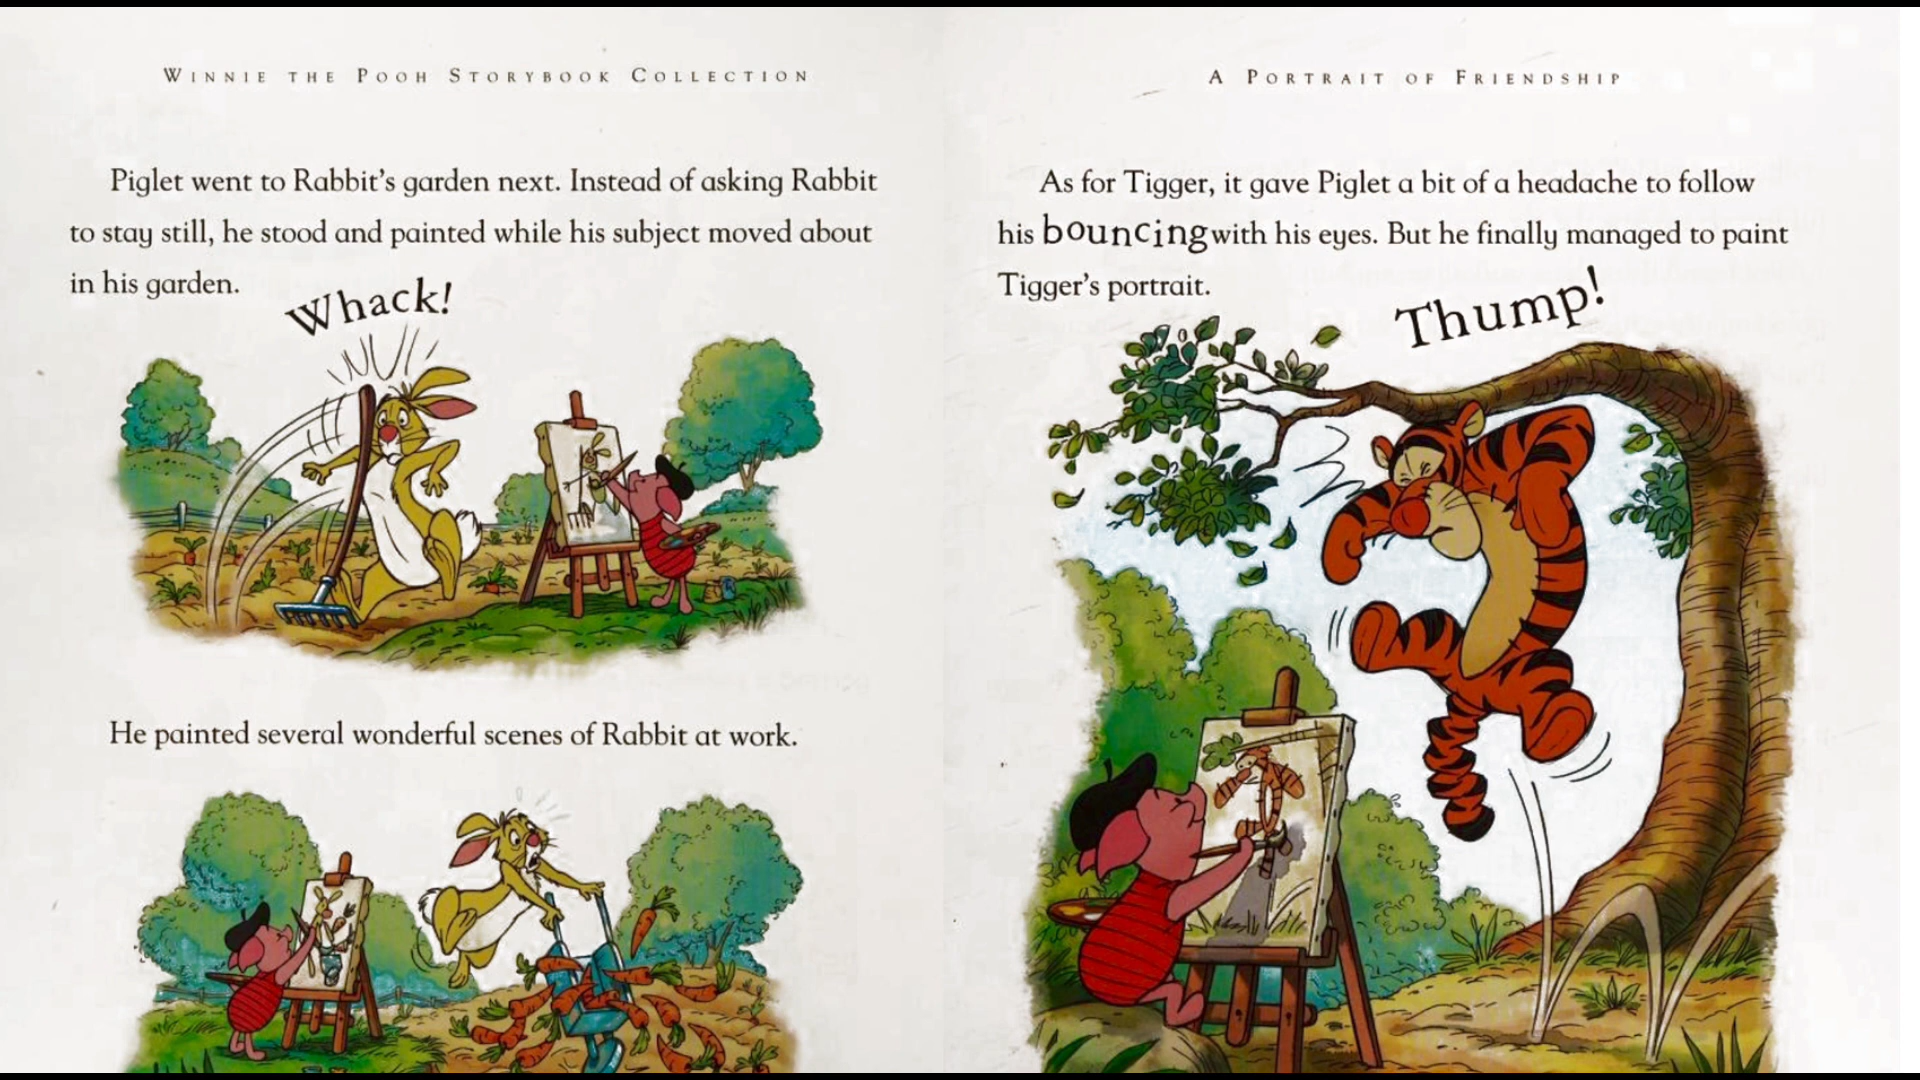 WINNIE THE POOH STORYBOOK COLLECTION
Piglet went to Rabbit's garden next. Instead of asking Rabbit
to stay still, he stood and painted while his subject moved about
in his garden.
Whack!
He painted several wonderful scenes of Rabbit at work.
A PORTRAIT OF FRIENDSHIP
As for Tigger, it gave Piglet a bit of a headache to follow
his bouncing with his eyes. But he finally managed to paint
Tigger's portrait.
Thump!